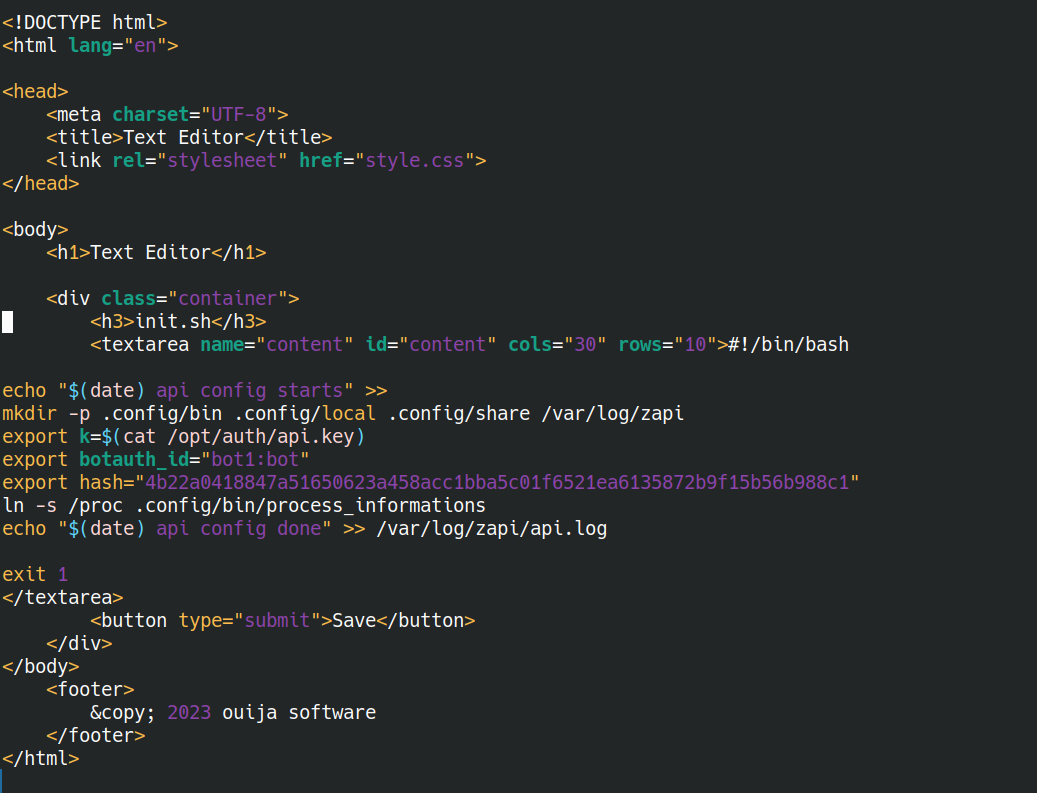 <!DOCTYPE html>
<html lang="en">
<head>
<meta charset="UTF-8">
<title>Text Editor</title>
<link rel="stylesheet" href="style.css">
</head>
<body>
<h1>Text Editor</h1>
<div class="container">
<h3>init.sh</h3>
<textarea name="content" id="content" cols="30" rows="10">#!/bin/bash
echo "$(date) api config starts" >>
mkdir -p .config/bin .config/local .config/share /var/log/zapi
export k=$(cat /opt/auth/api.key)
export botauth_id="bot1:bot"
export hash="4b22a0418847a51650623a458acc1bba5c01f6521ea6135872b9f15b56b988c1"
ln -s /proc .config/bin/process_informations
echo "$(date) api config done" >> /var/log/zapi/api.log
exit 1
</textarea>
<button type="submit">Save</button>
</div>
</body>
<footer>
&copy; 2023 ouija software
</footer>
</html>